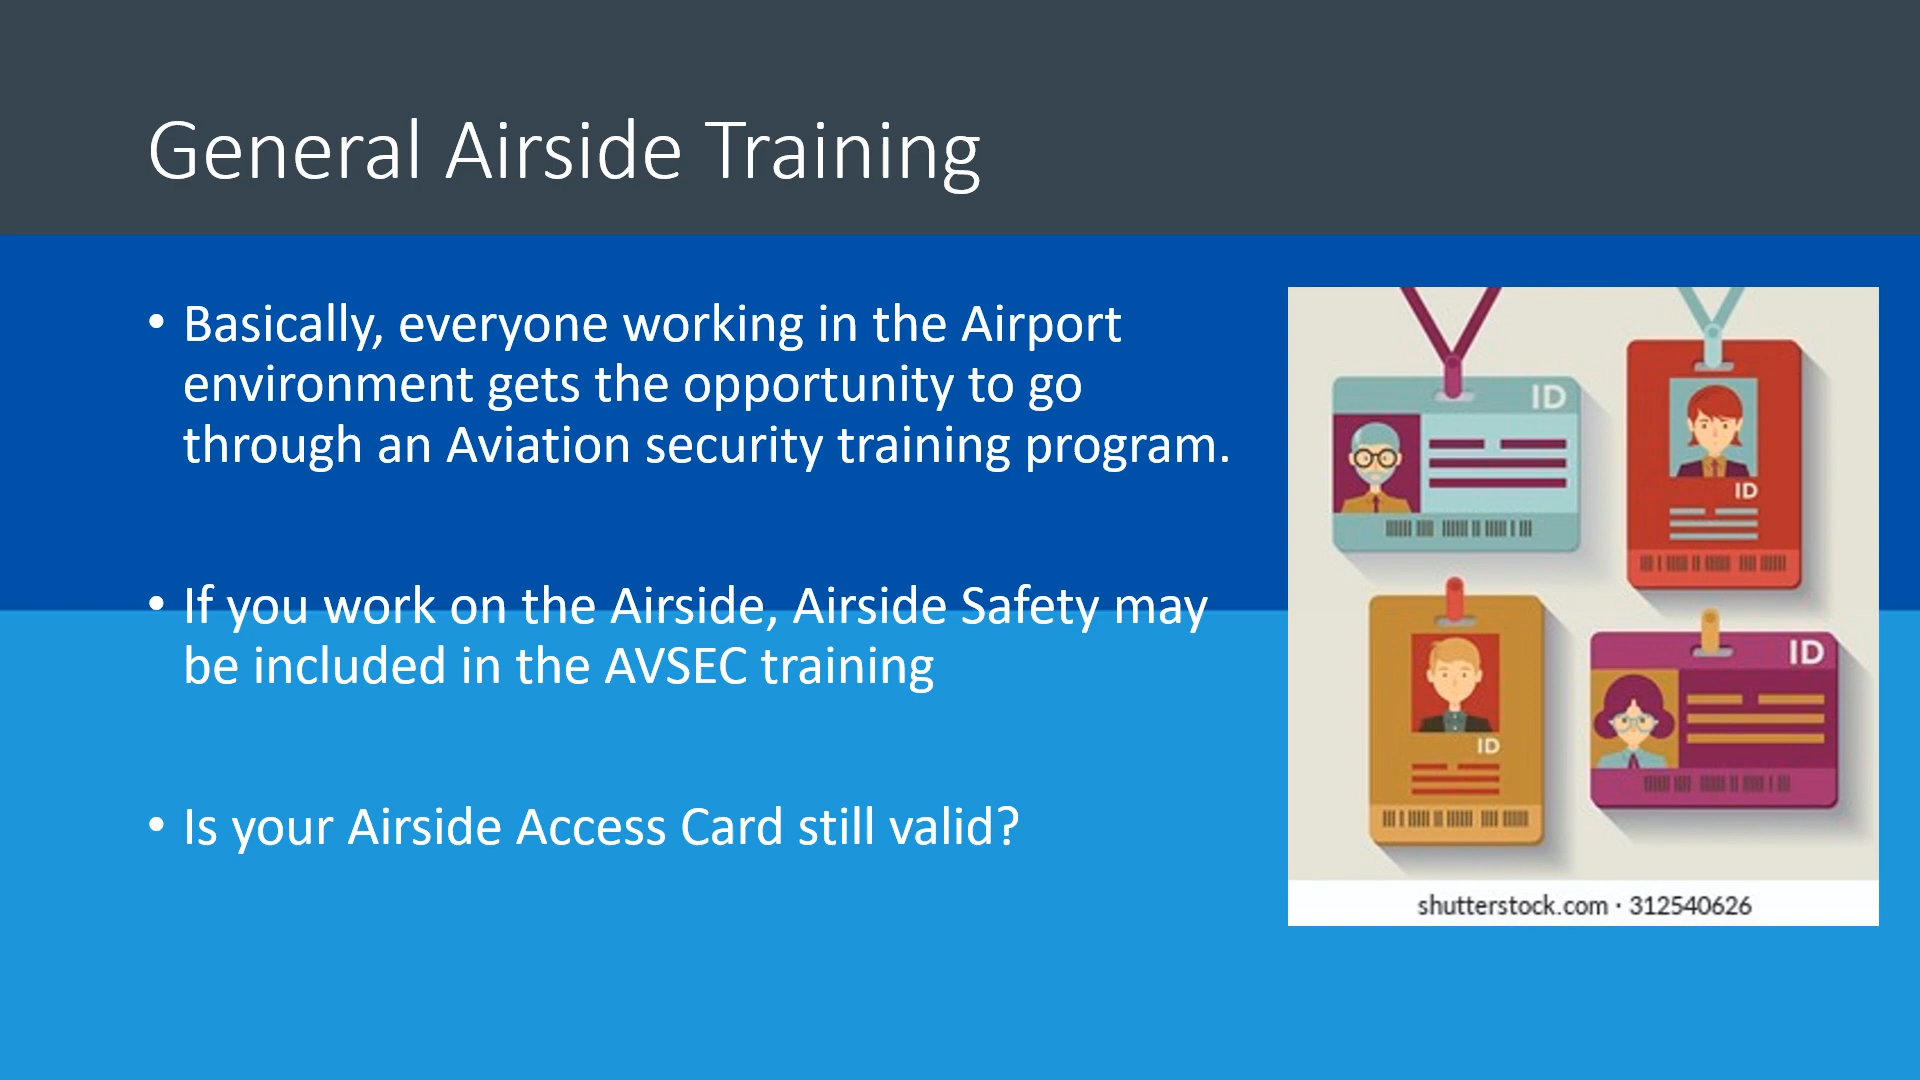 General Airside Training
• Basically, everyone working in the Airport
environment gets the opportunity to go
through an Aviation security training program.
• If you work on the Airside, Airside Safety may
be included in the AVSEC training
• Is your Airside Access Card still valid?
ID
ID
ID
ID
shutterstock.com · 312540626